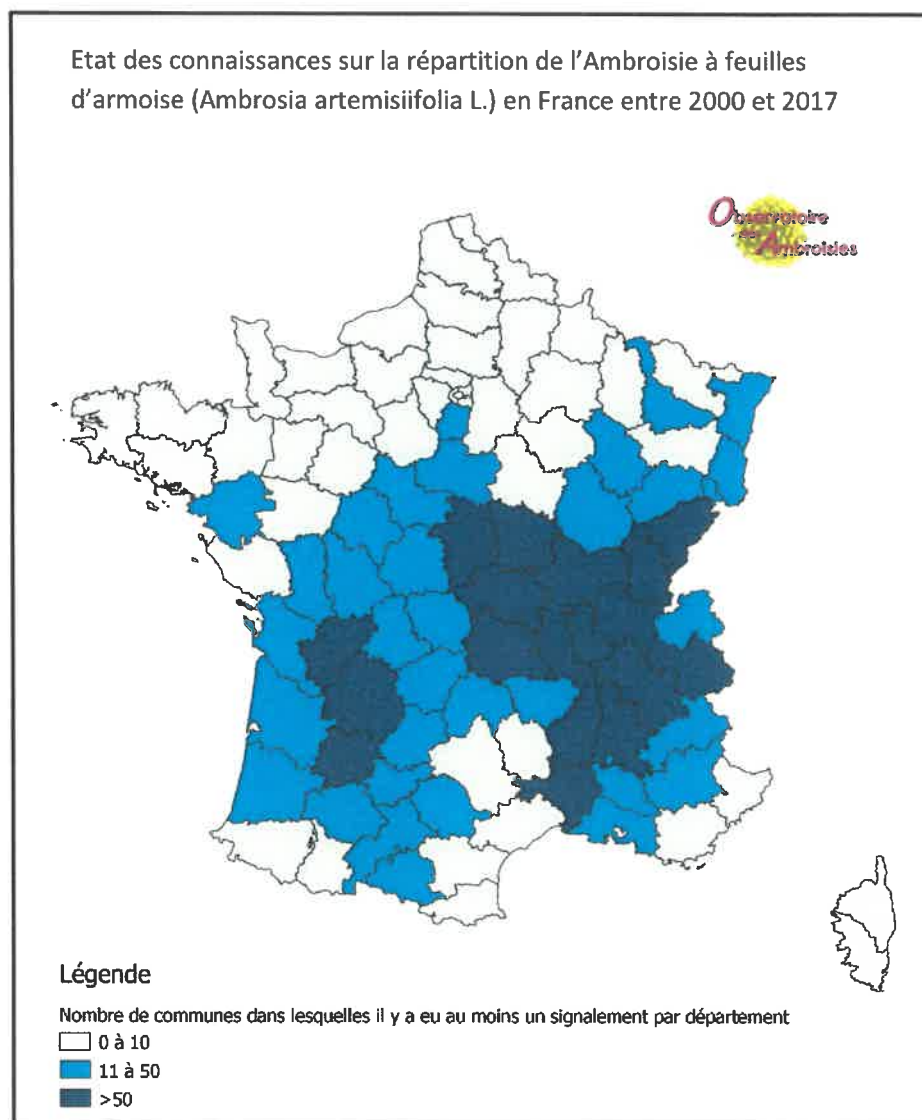 Etat des connaissances sur la répartition de l'Ambroisie à feuilles
d'armoise (Ambrosia artemisiifolia L.) en France entre 2000 et 2017
Observatoire
des Ambroisies
Légende
Nombre de communes dans lesquelles il y a eu au moins un signalement par département
0 à 10
11 à 50
>50